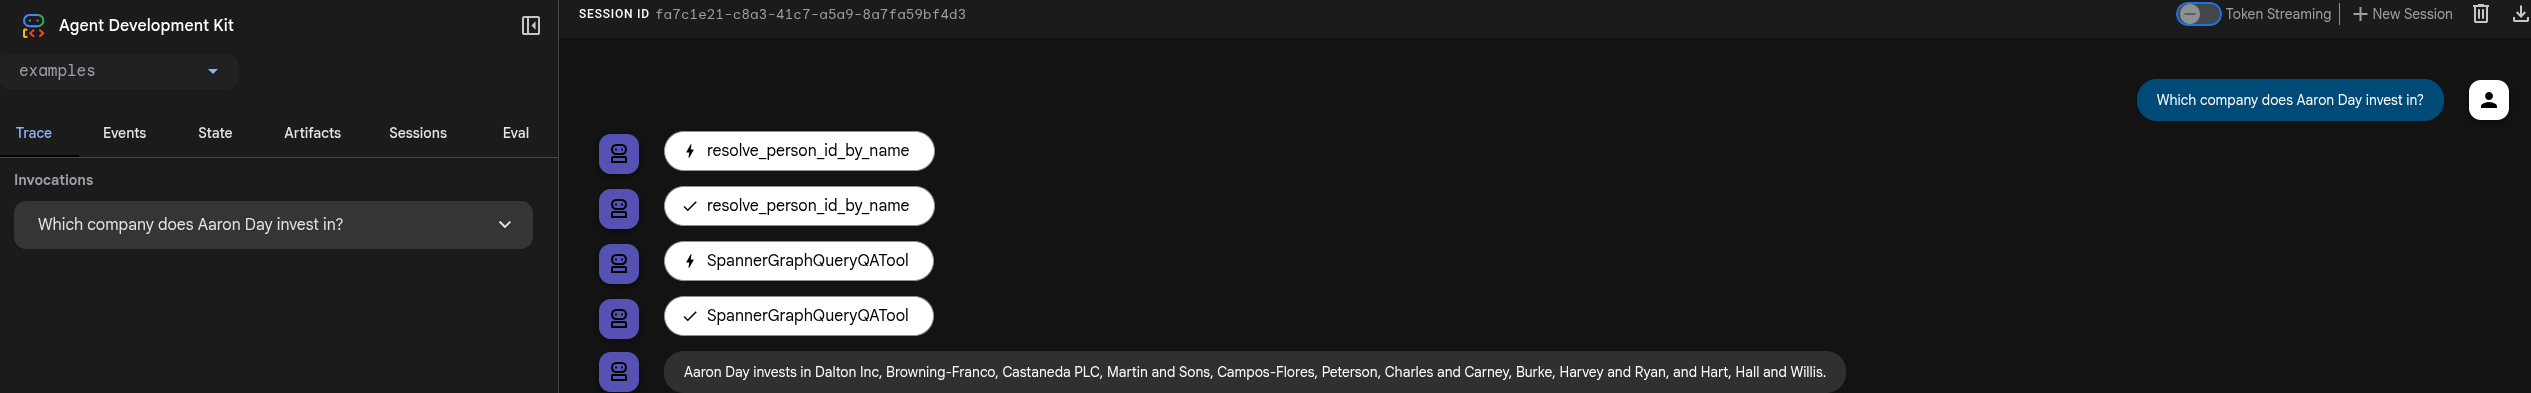 Agent Development Kit
examples
Trace Events State Artifacts Sessions Eval
Invocations
Which company does Aaron Day invest in?
SESSION ID fa7c1e21-c8a3-41c7-a5a9-8a7fa59bf4d3
Token Streaming
New Session
Which company does Aaron Day invest in?
resolve_person_id_by_name
resolve_person_id_by_name
SpannerGraphQueryQATool
SpannerGraphQueryQATool
Aaron Day invests in Dalton Inc, Browning-Franco, Castaneda PLC, Martin and Sons, Campos-Flores, Peterson, Charles and Carney, Burke, Harvey and Ryan, and Hart, Hall and Willis.